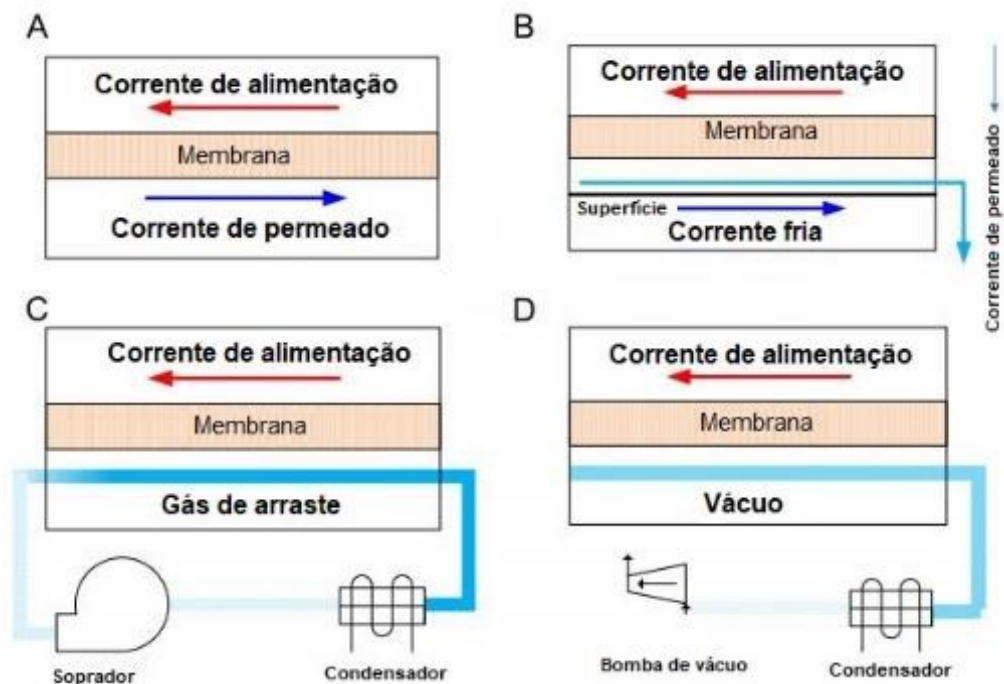 A
Corrente de alimentação
Membrana
Corrente de permeado
B
Corrente de alimentação
Membrana
Superfície
Corrente fria
Corrente de permeado
C
Corrente de alimentação
Membrana
Gás de arraste
Soprador
Condensador
D
Corrente de alimentação
Membrana
Vácuo
Bomba de vácuo
Condensador